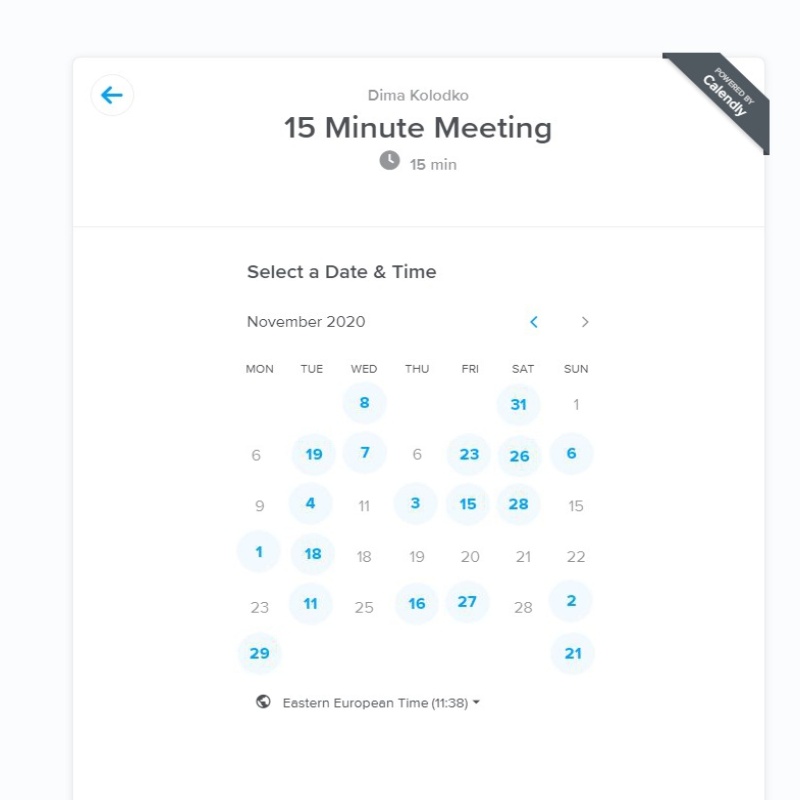 POWERED BY
Calendly
Dima Kolodko
15 Minute Meeting
15 min
Select a Date & Time
November 2020
MON TUE WED THU FRI SAT SUN
8 31 1
6 19 7 6 23 26 6
9 4 11 3 15 28 15
1 18 18 19 20 21 22
23 11 25 16 27 28 2
29 21
Eastern European Time (11:38)